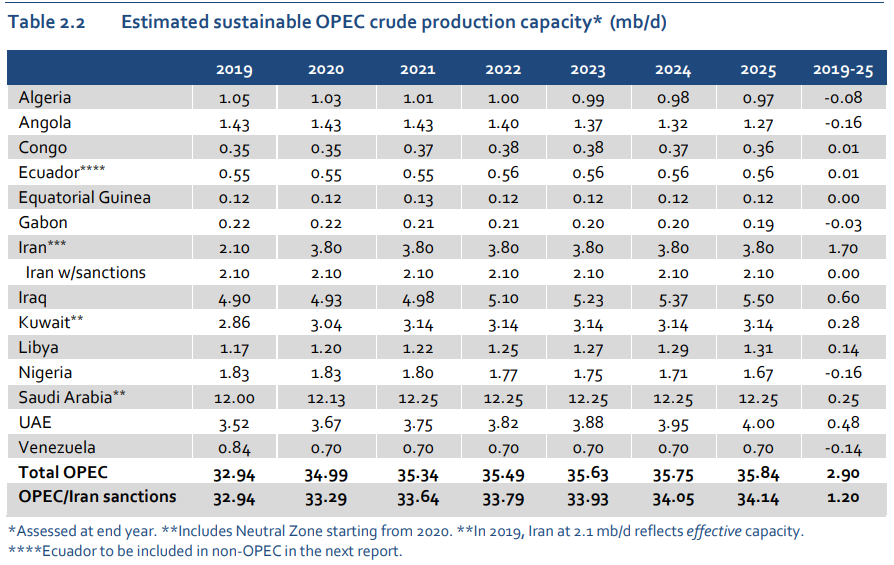 Table 2.2 Estimated sustainable OPEC crude production capacity* (mb/d)
2019 2020 2021 2022 2023 2024 2025 2019-25
Algeria 1.05 1.03 1.01 1.00 0.99 0.98 0.97 -0.08
Angola 1.43 1.43 1.43 1.40 1.37 1.32 1.27 -0.16
Congo 0.35 0.35 0.37 0.38 0.38 0.37 0.36 0.01
Ecuador**** 0.55 0.55 0.55 0.56 0.56 0.56 0.56 0.01
Equatorial Guinea 0.12 0.12 0.13 0.12 0.12 0.12 0.12 0.00
Gabon 0.22 0.22 0.21 0.21 0.20 0.20 0.19 -0.03
Iran*** 2.10 3.80 3.80 3.80 3.80 3.80 3.80 1.70
Iran w/sanctions 2.10 2.10 2.10 2.10 2.10 2.10 2.10 0.00
Iraq 4.90 4.93 4.98 5.10 5.23 5.37 5.50 0.60
Kuwait** 2.86 3.04 3.14 3.14 3.14 3.14 3.14 0.28
Libya 1.17 1.20 1.22 1.25 1.27 1.29 1.31 0.14
Nigeria 1.83 1.83 1.80 1.77 1.75 1.71 1.67 -0.16
Saudi Arabia** 12.00 12.13 12.25 12.25 12.25 12.25 12.25 0.25
UAE 3.52 3.67 3.75 3.82 3.88 3.95 4.00 0.48
Venezuela 0.84 0.70 0.70 0.70 0.70 0.70 0.70 -0.14
Total OPEC 32.94 34.99 35.34 35.49 35.63 35.75 35.84 2.90
OPEC/Iran sanctions 32.94 33.29 33.64 33.79 33.93 34.05 34.14 1.20
*Assessed at end year. **Includes Neutral Zone starting from 2020. **In 2019, Iran at 2.1 mb/d reflects effective capacity.
****Ecuador to be included in non-OPEC in the next report.